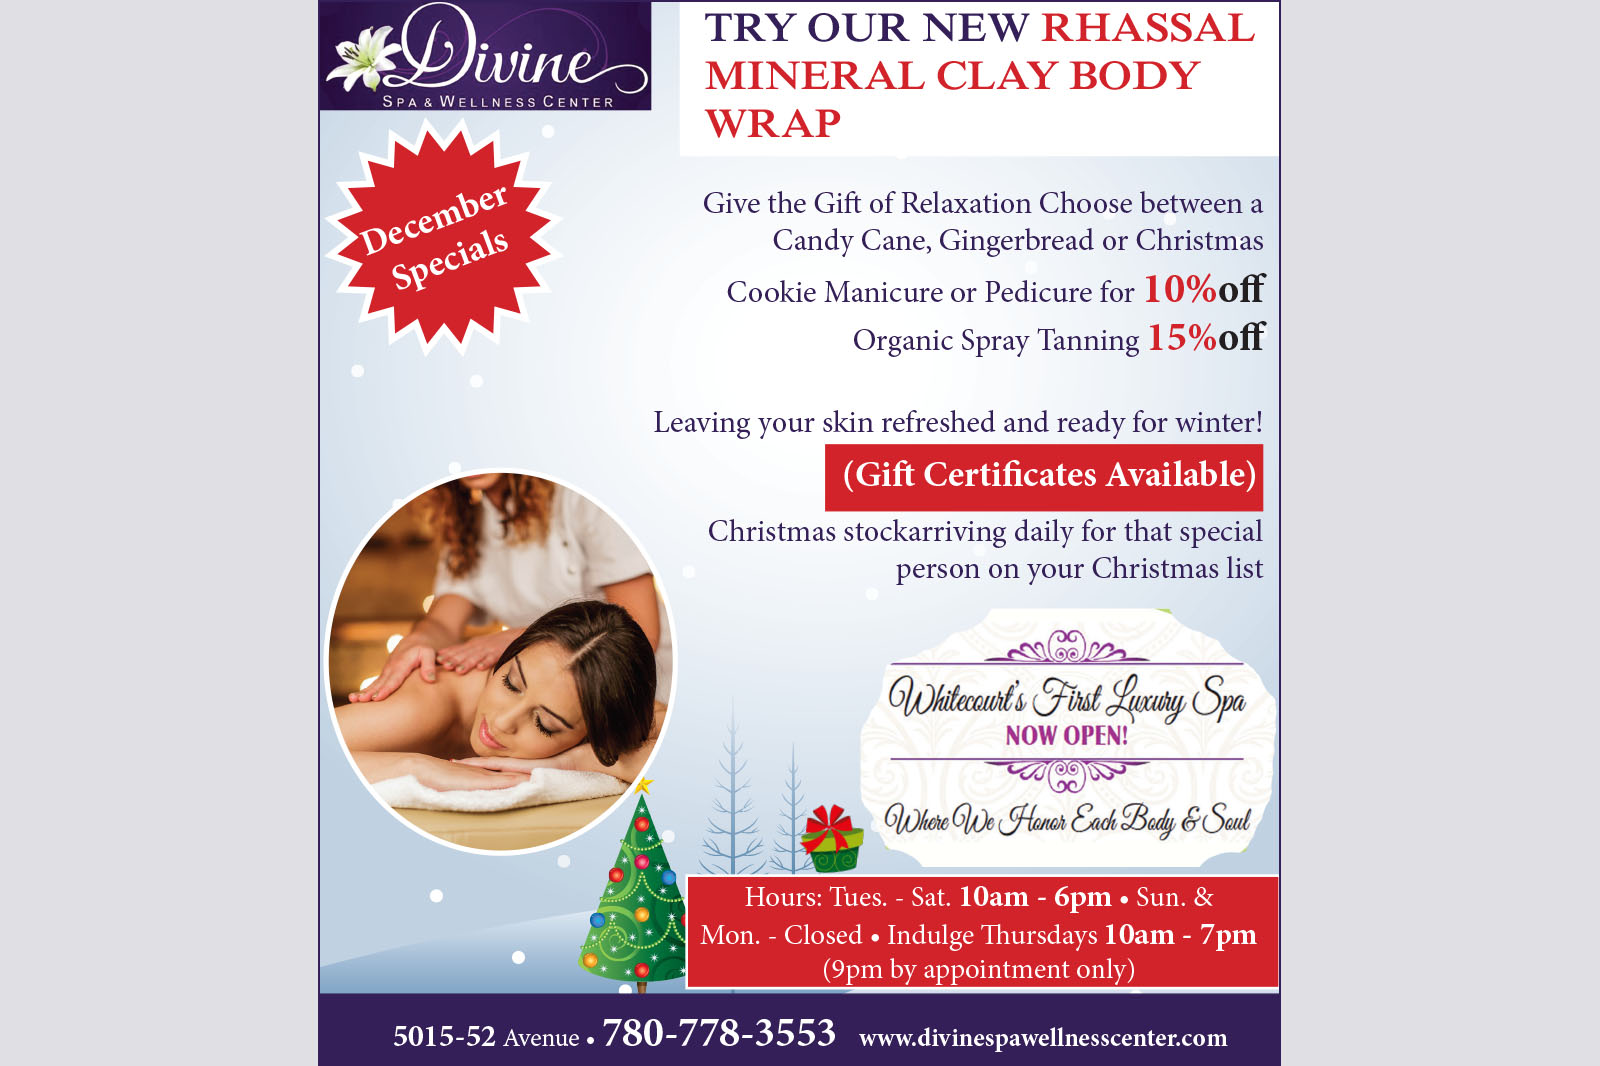 Divine
SPA & WELLNESS CENTER
TRY OUR NEW RHASSAL
MINERAL CLAY BODY
WRAP
December
Specials
Give the Gift of Relaxation Choose between a
Candy Cane, Gingerbread or Christmas
Cookie Manicure or Pedicure for 10%off
Organic Spray Tanning 15%off
Leaving your skin refreshed and ready for winter!
(Gift Certificates Available)
Christmas stockarriving daily for that special
person on your Christmas list
Whitecourt's First Luxury Spa
NOW OPEN!
Where We Honor Each Body & Soul
Hours: Tues. - Sat. 10am - 6pm • Sun. &
Mon. - Closed • Indulge Thursdays 10am - 7pm
(9pm by appointment only)
5015-52 Avenue • 780-778-3553 www.divinespawellnesscenter.com